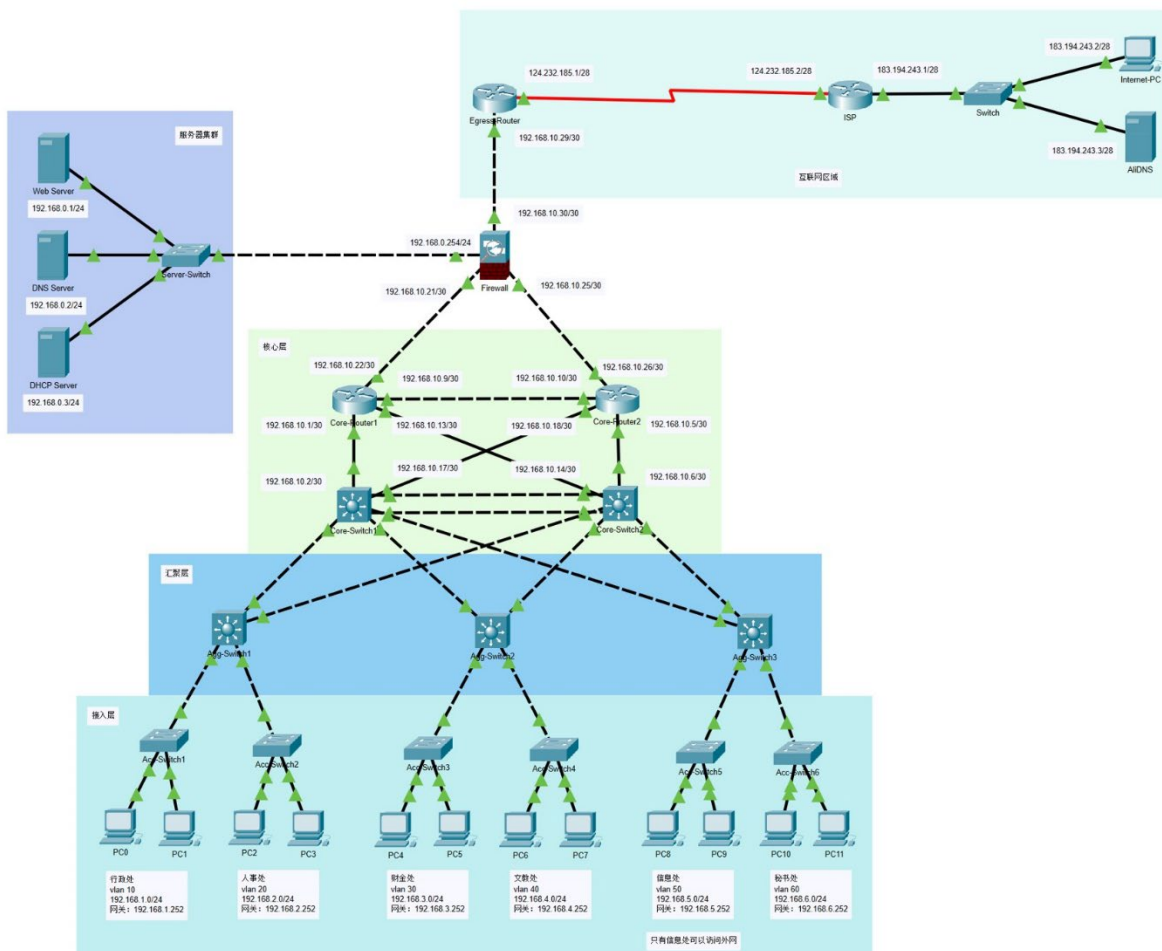 183.194.243.2/28
124.232.185.1/28
124.232.185.2/28
183.194.243.1/28
Internet-PC
Egress-Router
ISP
Switch
192.168.10.29/30
183.194.243.3/28
AliDNS
互联网区域
服务器集群
Web Server
192.168.0.1/24
192.168.10.30/30
192.168.0.254/24
Server-Switch
Firewall
DNS Server
192.168.0.2/24
192.168.10.21/30
192.168.10.25/30
DHCP Server
192.168.0.3/24
核心层
192.168.10.22/30
192.168.10.9/30
192.168.10.10/30
192.168.10.26/30
Core-Router1
Core-Router2
192.168.10.1/30
192.168.10.13/30
192.168.10.18/30
192.168.10.5/30
192.168.10.2/30
192.168.10.17/30
192.168.10.14/30
192.168.10.6/30
Core-Switch1
Core-Switch2
汇聚层
Agg-Switch1
Agg-Switch2
Agg-Switch3
接入层
Acc-Switch1
Acc-Switch2
Acc-Switch3
Acc-Switch4
Acc-Switch5
Acc-Switch6
PC0
PC1
PC2
PC3
PC4
PC5
PC6
PC7
PC8
PC9
PC10
PC11
行政处
vlan 10
192.168.1.0/24
网关：192.168.1.252
人事处
vlan 20
192.168.2.0/24
网关：192.168.2.252
财金处
vlan 30
192.168.3.0/24
网关：192.168.3.252
文数处
vlan 40
192.168.4.0/24
网关：192.168.4.252
信息处
vlan 50
192.168.5.0/24
网关：192.168.5.252
秘书处
vlan 60
192.168.6.0/24
网关：192.168.6.252
只有信息处可以访问外网